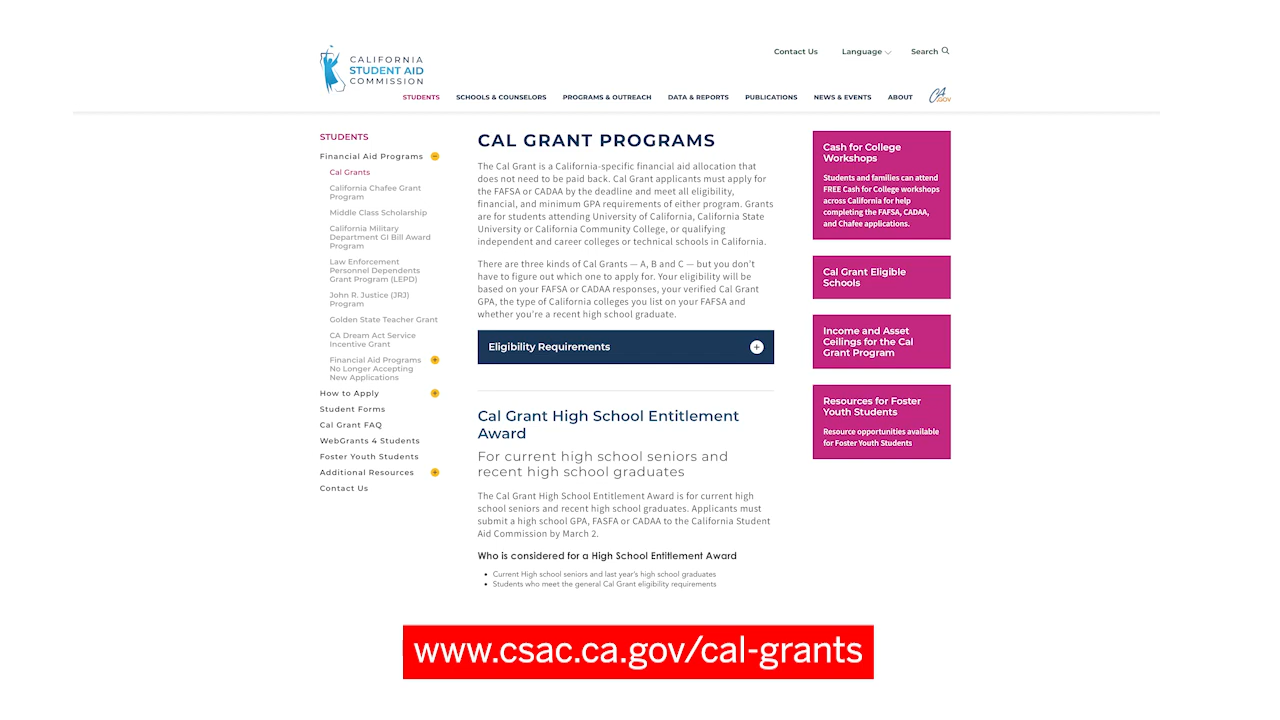 CALIFORNIA
STUDENT AID
COMMISSION
Contact Us
Language
Search
STUDENTS
SCHOOLS & COUNSELORS
PROGRAMS & OUTREACH
DATA & REPORTS
PUBLICATIONS
NEWS & EVENTS
ABOUT
CA
.GOV
STUDENTS
Financial Aid Programs
Cal Grants
California Chafee Grant
Program
Middle Class Scholarship
California Military
Department GI Bill Award
Program
Law Enforcement
Personnel Dependents
Grant Program (LEPD)
John R. Justice (JRJ)
Program
Golden State Teacher Grant
CA Dream Act Service
Incentive Grant
Financial Aid Programs
No Longer Accepting
New Applications
How to Apply
Student Forms
Cal Grant FAQ
WebGrants 4 Students
Foster Youth Students
Additional Resources
Contact Us
CAL GRANT PROGRAMS
The Cal Grant is a California-specific financial aid allocation that
does not need to be paid back. Cal Grant applicants must apply for
the FAFSA or CADAA by the deadline and meet all eligibility,
financial, and minimum GPA requirements of either program. Grants
are for students attending University of California, California State
University or California Community College, or qualifying
independent and career colleges or technical schools in California.
There are three kinds of Cal Grants — A, B and C — but you don't
have to figure out which one to apply for. Your eligibility will be
based on your FAFSA or CADAA responses, your verified Cal Grant
GPA, the type of California colleges you list on your FAFSA and
whether you're a recent high school graduate.
Eligibility Requirements
Cal Grant High School Entitlement
Award
For current high school seniors and
recent high school graduates
The Cal Grant High School Entitlement Award is for current high
school seniors and recent high school graduates. Applicants must
submit a high school GPA, FASFA or CADAA to the California Student
Aid Commission by March 2.
Who is considered for a High School Entitlement Award
• Current High school seniors and last year's high school graduates
• Students who meet the general Cal Grant eligibility requirements
Cash for College
Workshops
Students and families can attend
FREE Cash for College workshops
across California for help
completing the FAFSA, CADAA,
and Chafee applications.
Cal Grant Eligible
Schools
Income and Asset
Ceilings for the Cal
Grant Program
Resources for Foster
Youth Students
Resource opportunities available
for Foster Youth Students
www.csac.ca.gov/cal-grants